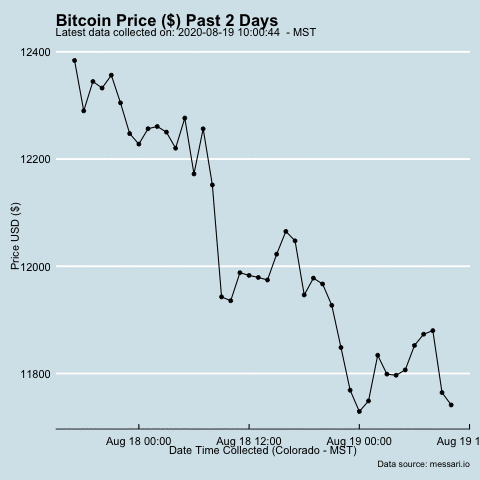 Bitcoin Price ($) Past 2 Days
Latest data collected on: 2020-08-19 10:00:44  - MST
12400
12200
12000
11800
Price USD ($)
Aug 18 00:00 Aug 18 12:00 Aug 19 00:00 Aug 19 1
Date Time Collected (Colorado - MST)
Data source: messari.io